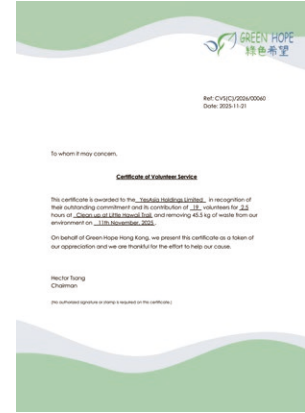 GREEN HOPE
綠色希望
Ref: CVS(C)/2026/00060
Date: 2025-11-21
To whom it may concern,
Certificate of Volunteer Service
This certificate is awarded to the YesAsia Holdings Limited , in recognition of
their outstanding commitment and its contribution of 19 volunteers for 2.5
hours at Clean up at Little Hawaii Trail and removing 45.5 kg of waste from our
environment on 11th November, 2025 .
On behalf of Green Hope Hong Kong, we present this certificate as a token of
our appreciation and we are thankful for the effort to help our cause.
Hector Tsang
Chairman
(No authorised signature or stamp is required on this certificate.)